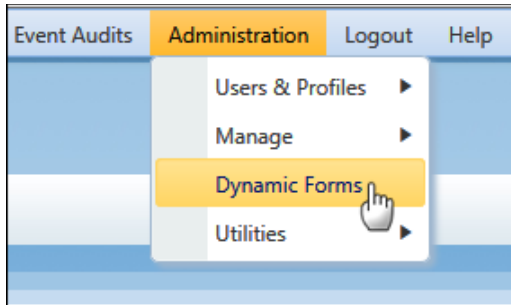 Event Audits Administration Logout Help
Users & Profiles
Manage
Dynamic Forms
Utilities